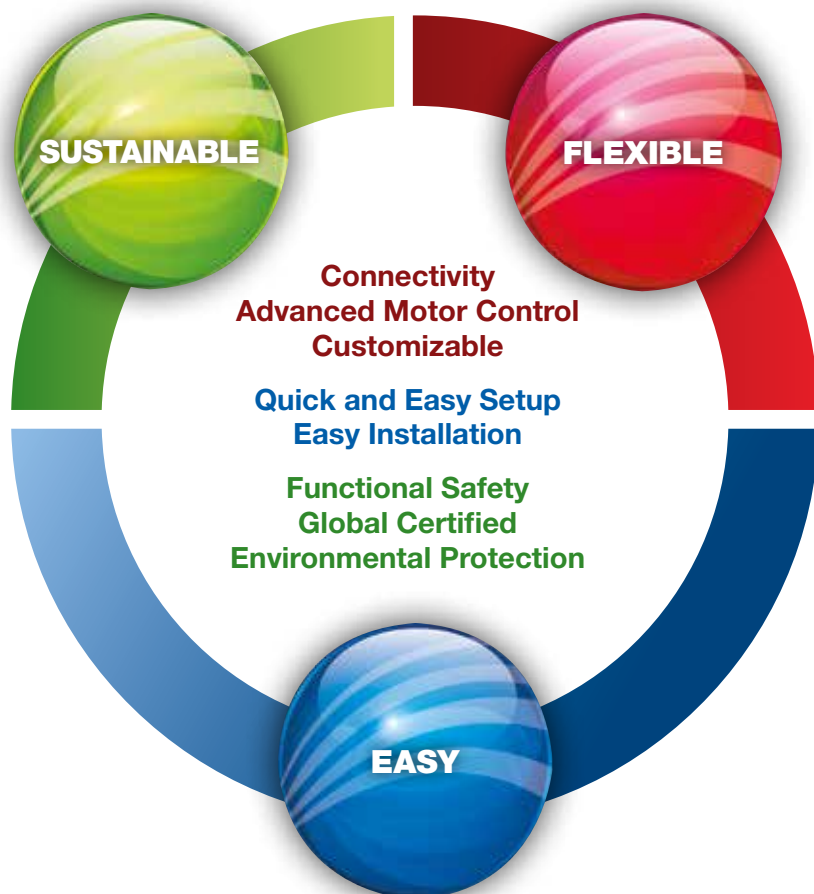 SUSTAINABLE
FLEXIBLE
Connectivity
Advanced Motor Control
Customizable
Quick and Easy Setup
Easy Installation
Functional Safety
Global Certified
Environmental Protection
EASY